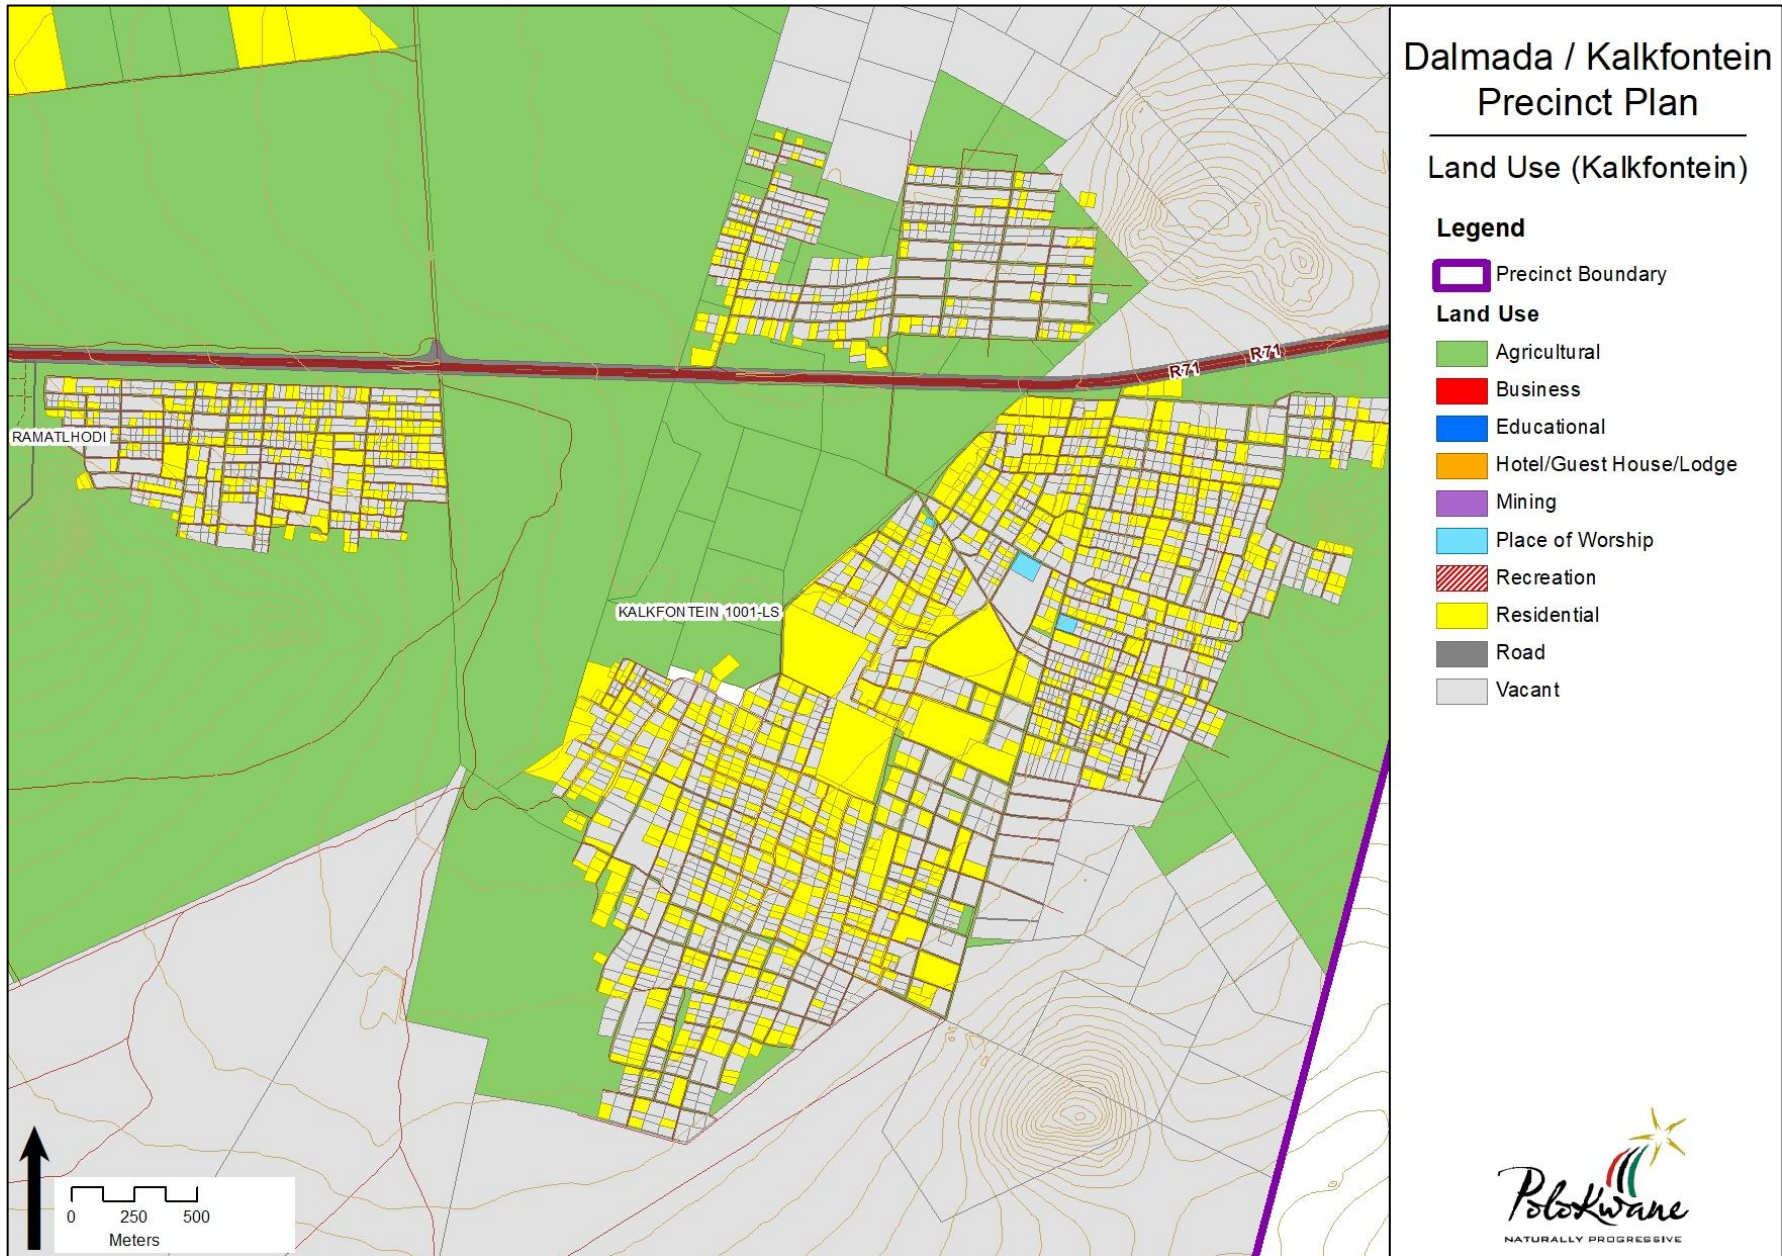 Dalmada / Kalkfontein
Precinct Plan
Land Use (Kalkfontein)
Legend
Precinct Boundary
Land Use
Agricultural
Business
Educational
Hotel/Guest House/Lodge
Mining
Place of Worship
Recreation
Residential
Road
Vacant
R71
R71
RAMATLHODI
KALKFONTEIN 1001-LS
0 250 500
Meters
Polokwane
NATURALLY PROGRESSIVE